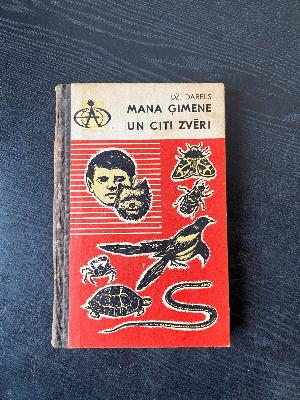 DŽ. DARELS
MANA ĢIMENE
UN CITI ZVĒRI